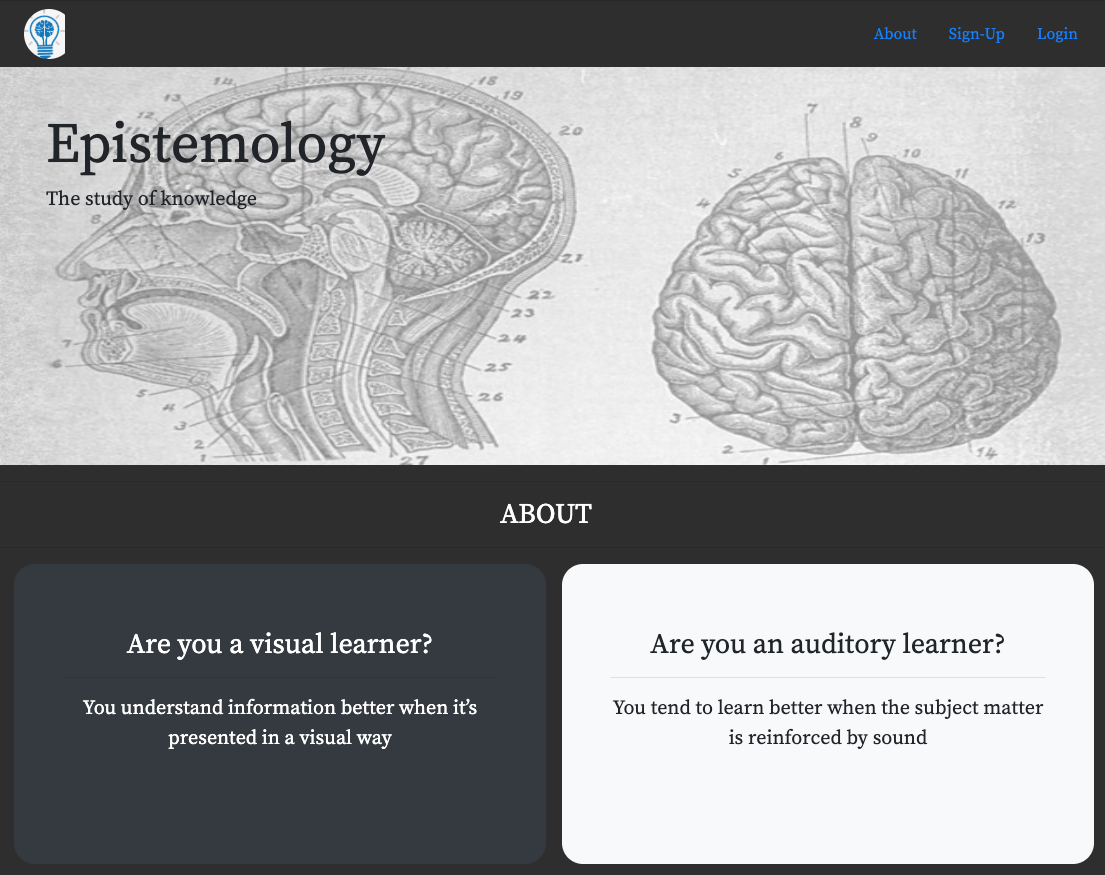 About Sign-Up Login
Epistemology
The study of knowledge
14. 18 19
13
12 20
8
21
22
23
7 24
6 25
5 26
4
3
2
1 27
7
8
9
6 10
5 11
4 12
13
3
2 1 14
ABOUT
Are you a visual learner?
You understand information better when it’s
presented in a visual way
Are you an auditory learner?
You tend to learn better when the subject matter
is reinforced by sound